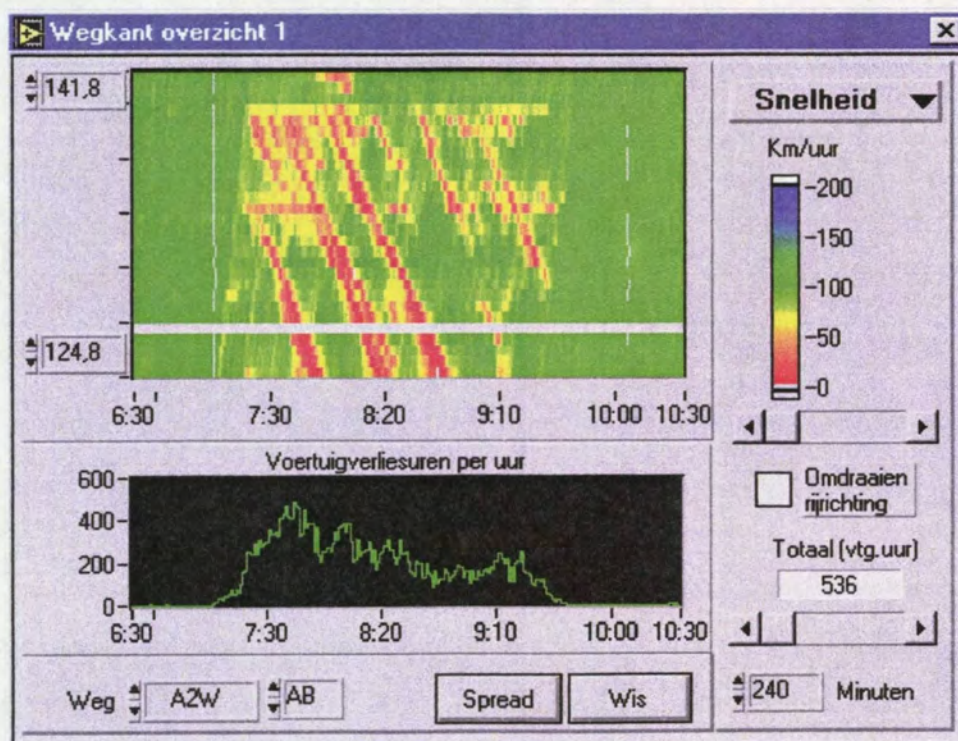 Wegkant overzicht 1
141,8
124,8
6:30 7:30 8:20 9:10 10:00 10:30
Snelheid
Km/uur
200
150
100
50
0
Voertuigverliesuren per uur
600
400
200
0
6:30 7:30 8:20 9:10 10:00 10:30
Omdraaien
rijrichting
Totaal (vtg.uur)
536
Weg A2W AB Spread Wis
240 Minuten